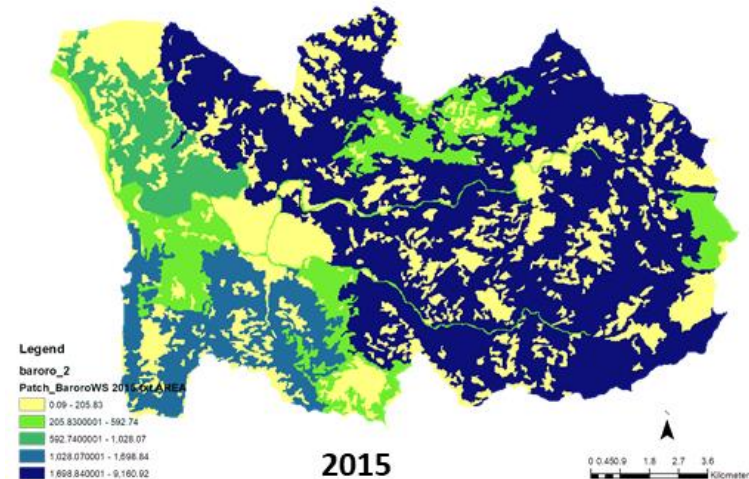 Legend
baroro_2
Patch_BaroroWS 2015-bit.AREA
0.09 - 205.83
205.8300001 - 592.74
592.7400001 - 1,028.07
1,028.070001 - 1,698.84
1,698.840001 - 9,160.92
2015
0 0.450.9 1.8 2.7 3.6
Kilometer